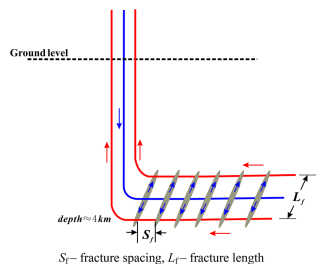 Ground level
L_f
depth≈4km
S_f
S_f – fracture spacing, L_f – fracture length